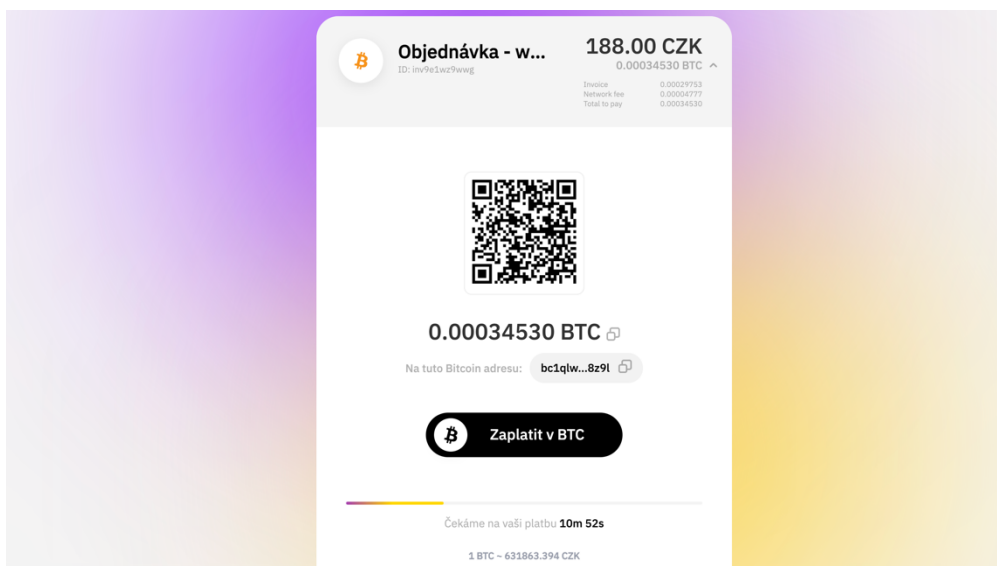 Objednávka - w...
ID: inv9e1wz9wwg
188.00 CZK
0.00034530 BTC
Invoice 0.00029753
Network fee 0.00004777
Total to pay 0.00034530
0.00034530 BTC
Na tuto Bitcoin adresu: bc1qlw...8z9l
Zaplatit v BTC
Čekáme na vaši platbu 10m 52s
1 BTC ~ 631863.394 CZK